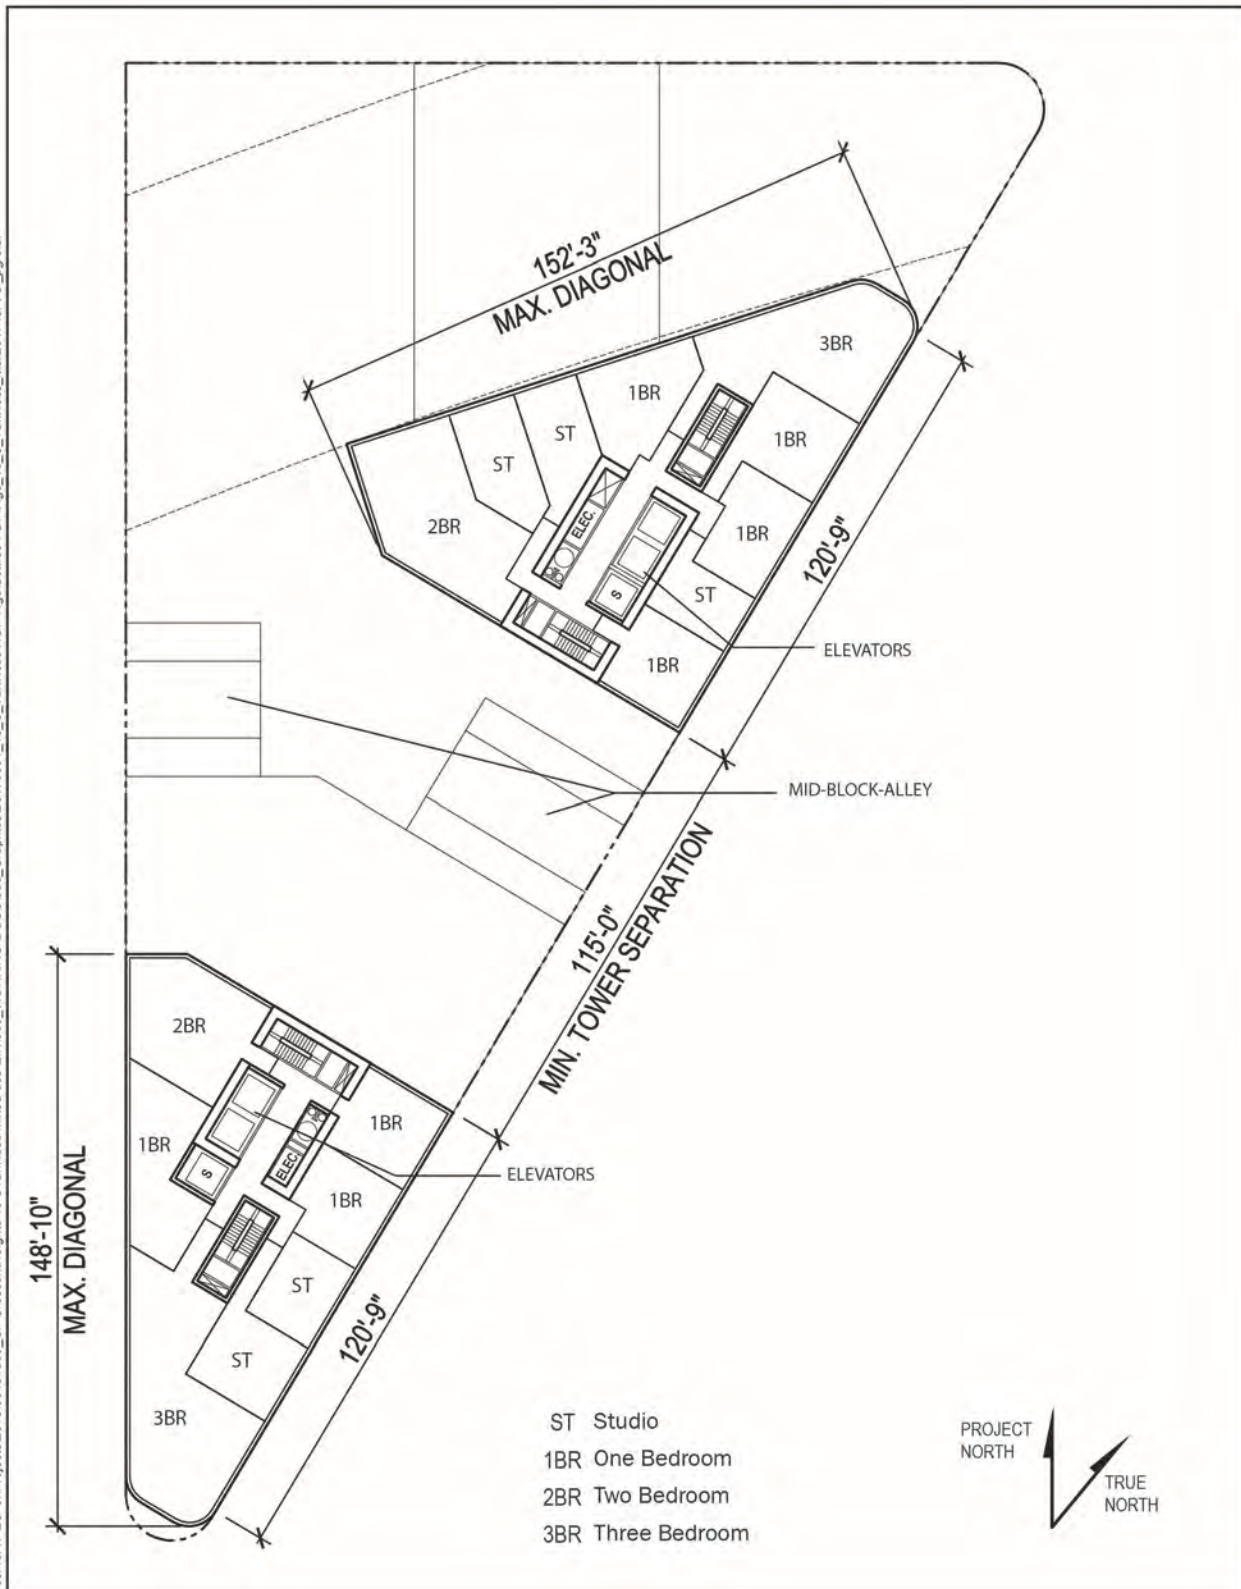 152'-3"
MAX. DIAGONAL
3BR
1BR
ST
1BR
ST
2BR
ELEC.
1BR
120'-9"
S
ST
1BR
ELEVATORS
MID-BLOCK-ALLEY
115'-0"
MIN. TOWER SEPARATION
2BR
1BR
1BR
ELEC.
S
ELEVATORS
1BR
148'-10"
MAX. DIAGONAL
ST
120'-9"
ST
3BR
ST Studio
1BR One Bedroom
2BR Two Bedroom
3BR Three Bedroom
PROJECT
NORTH
TRUE
NORTH